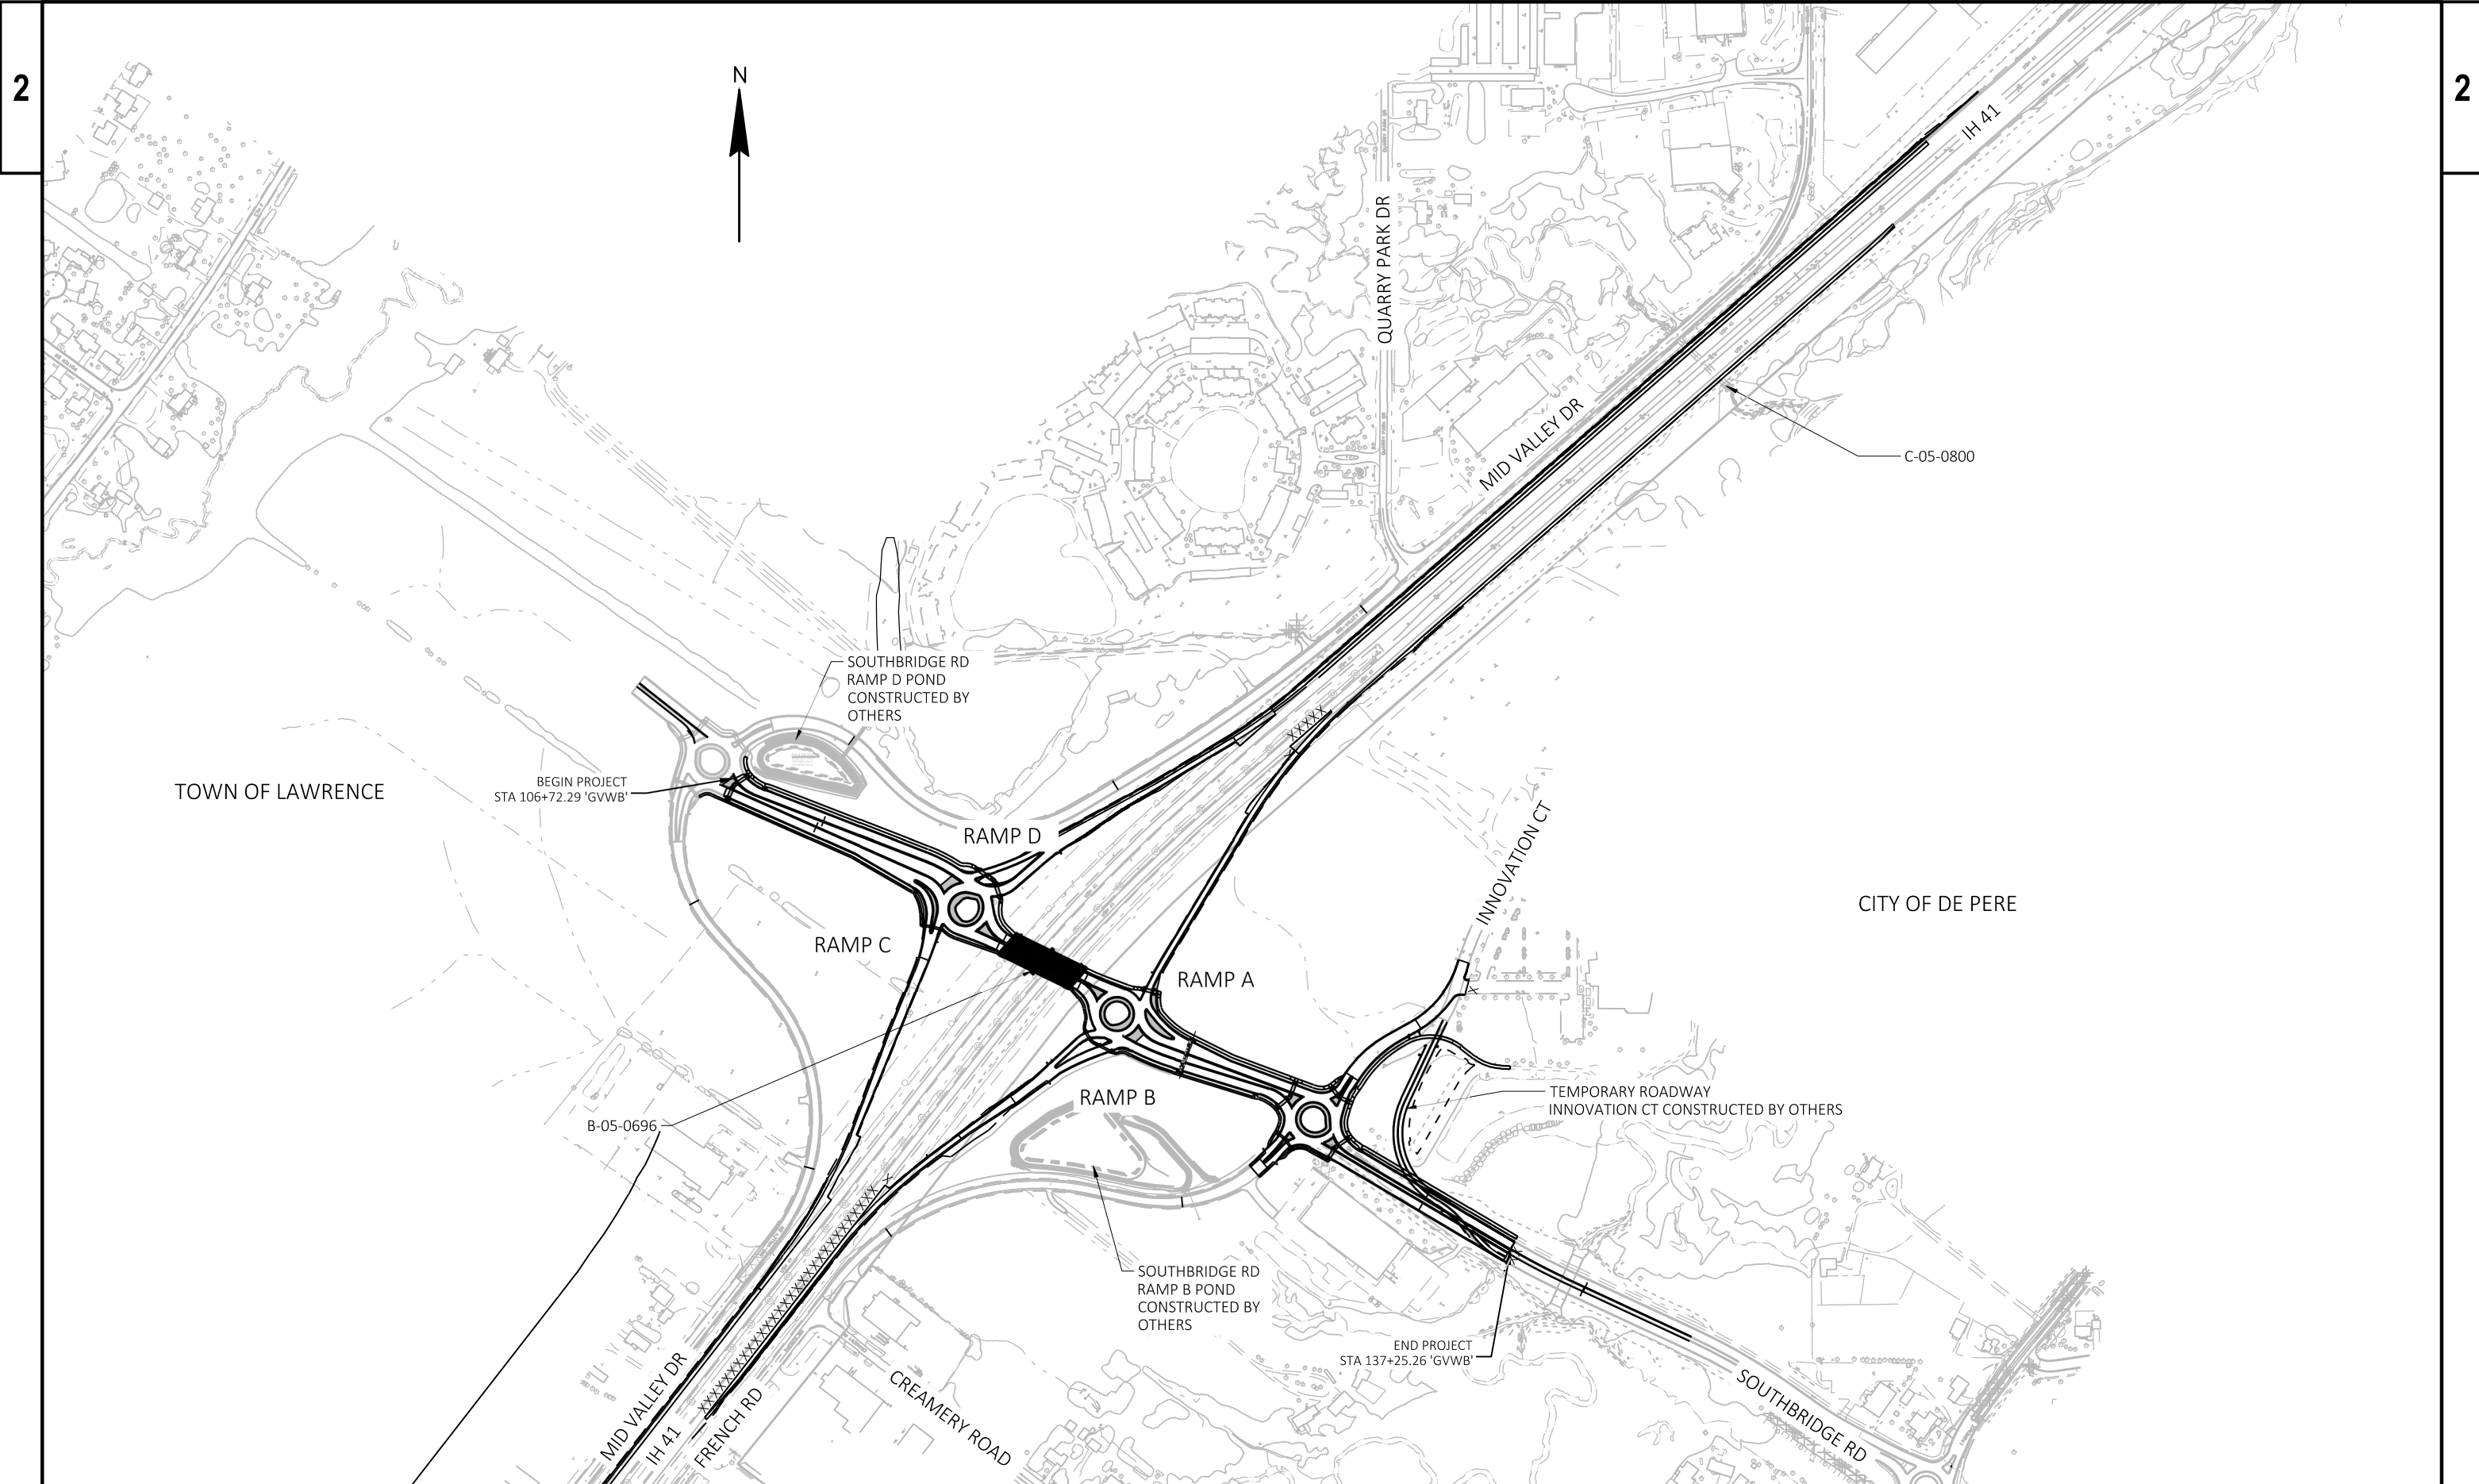 2
2
N
IH 41
QUARRY PARK DR
MID VALLEY DR
C-05-0800
SOUTHBRIDGE RD
RAMP D POND
CONSTRUCTED BY
OTHERS
BEGIN PROJECT
STA 106+72.29 'GVWB'
TOWN OF LAWRENCE
RAMP D
INNOVATION CT
CITY OF DE PERE
RAMP C
RAMP A
RAMP B
TEMPORARY ROADWAY
INNOVATION CT CONSTRUCTED BY OTHERS
B-05-0696
SOUTHBRIDGE RD
RAMP B POND
CONSTRUCTED BY
OTHERS
END PROJECT
STA 137+25.26 'GVWB'
MID VALLEY DR
IH 41
FRENCH RD
CREAMERY ROAD
SOUTHBRIDGE RD